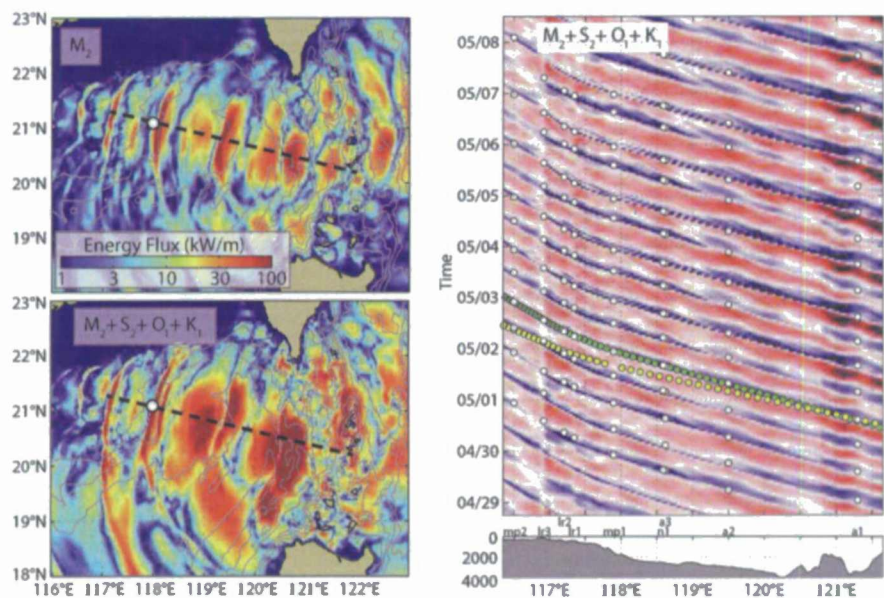 23°N
M₂
22°N
21°N
20°N
19°N
Energy Flux (kW/m)
1 3 10 30 100
23°N
M₂+ S₂+ O₁+ K₁
22°N
21°N
20°N
19°N
18°N
116°E 117°E 118°E 119°E 120°E 121°E 122°E
M₂+ S₂+ O₁+ K₁
05/08
05/07
05/06
05/05
05/04
Time
05/03
05/02
05/01
04/30
04/29
lr2 a3
mp2 lr3 lr1 mp1 n1 a2 a1
0
2000
4000
117°E 118°E 119°E 120°E 121°E